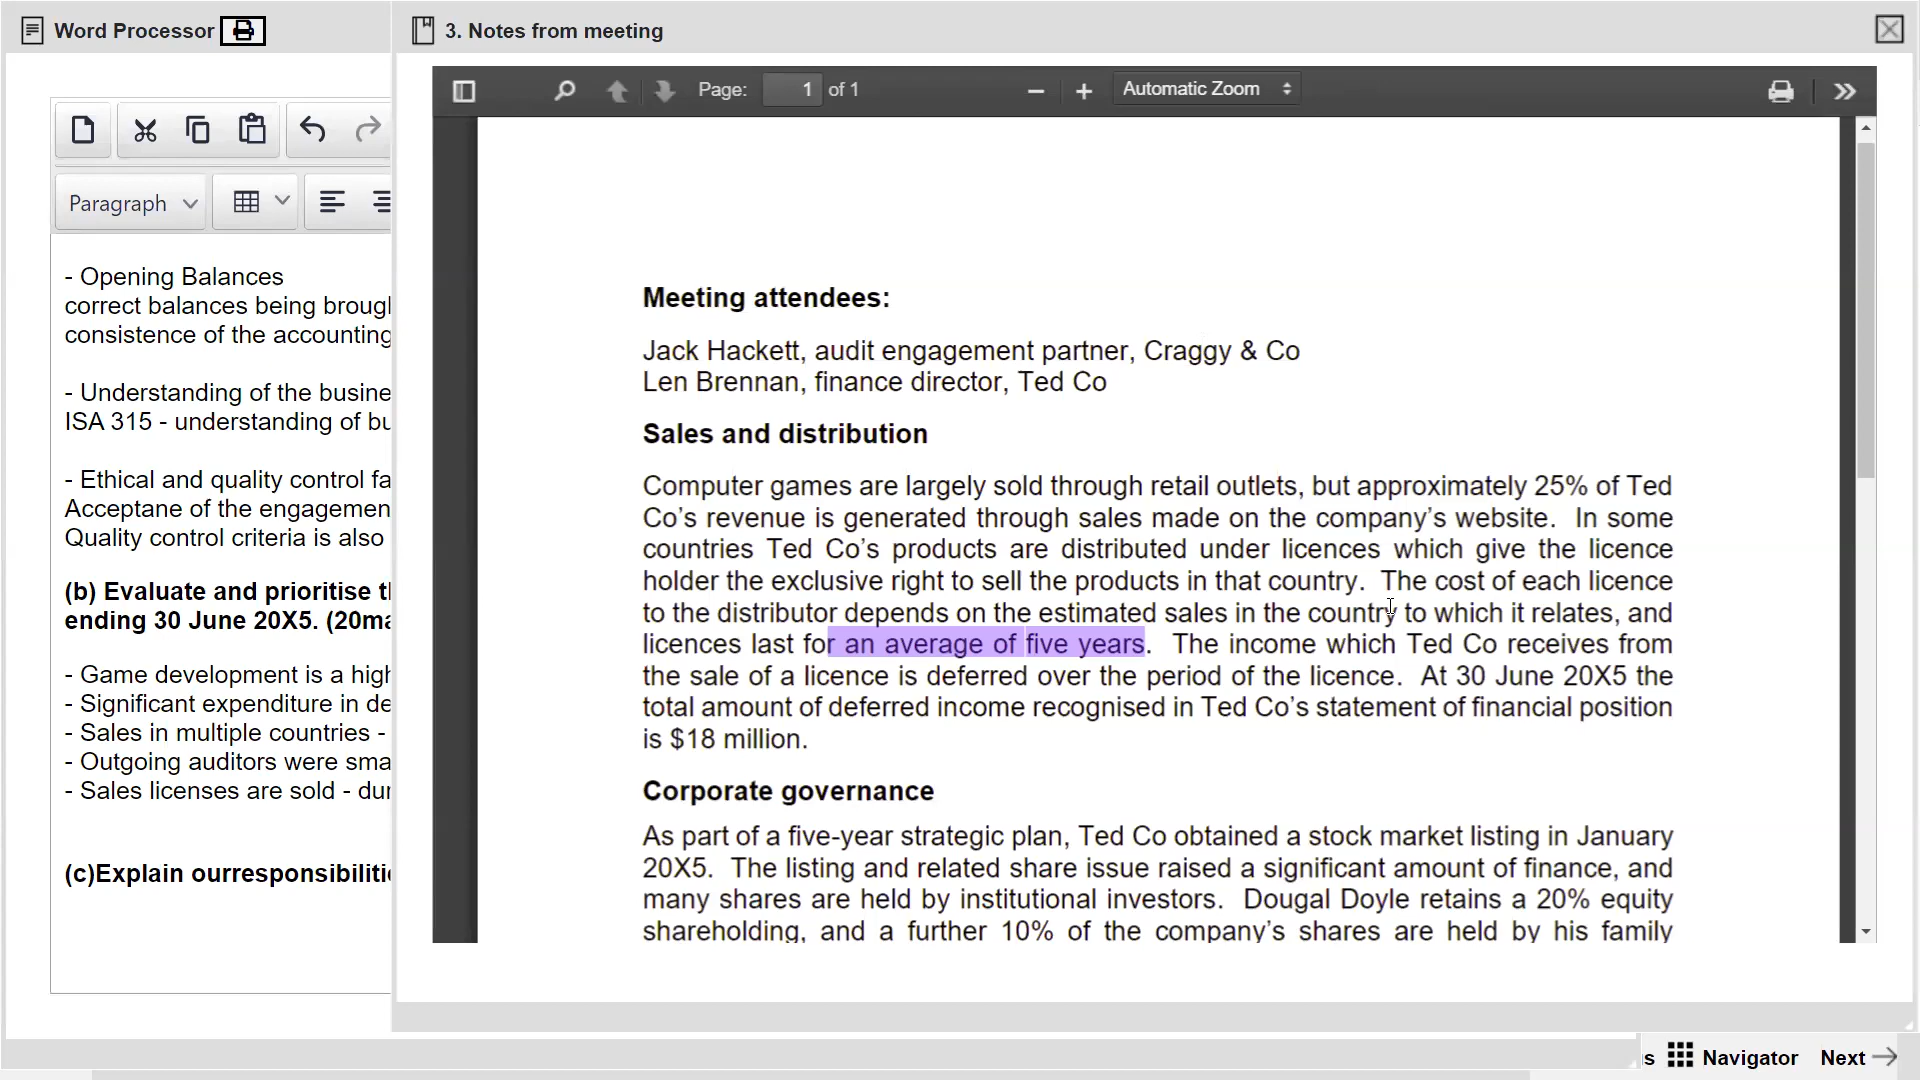 Word Processor
3. Notes from meeting
Page: 1 of 1
Automatic Zoom
Paragraph
- Opening Balances
correct balances being brough
consistence of the accounting
- Understanding of the busine
ISA 315 - understanding of bu
- Ethical and quality control fa
Acceptane of the engagemen
Quality control criteria is also
(b) Evaluate and prioritise th
ending 30 June 20X5. (20ma
- Game development is a high
- Significant expenditure in de
- Sales in multiple countries -
- Outgoing auditors were sma
- Sales licenses are sold - dur
(c)Explain ourresponsibilitie
Meeting attendees:
Jack Hackett, audit engagement partner, Craggy & Co
Len Brennan, finance director, Ted Co
Sales and distribution
Computer games are largely sold through retail outlets, but approximately 25% of Ted
Co’s revenue is generated through sales made on the company’s website. In some
countries Ted Co’s products are distributed under licences which give the licence
holder the exclusive right to sell the products in that country. The cost of each licence
to the distributor depends on the estimated sales in the country to which it relates, and
licences last for an average of five years. The income which Ted Co receives from
the sale of a licence is deferred over the period of the licence. At 30 June 20X5 the
total amount of deferred income recognised in Ted Co’s statement of financial position
is $18 million.
Corporate governance
As part of a five-year strategic plan, Ted Co obtained a stock market listing in January
20X5. The listing and related share issue raised a significant amount of finance, and
many shares are held by institutional investors. Dougal Doyle retains a 20% equity
shareholding, and a further 10% of the company’s shares are held by his family
s Navigator Next